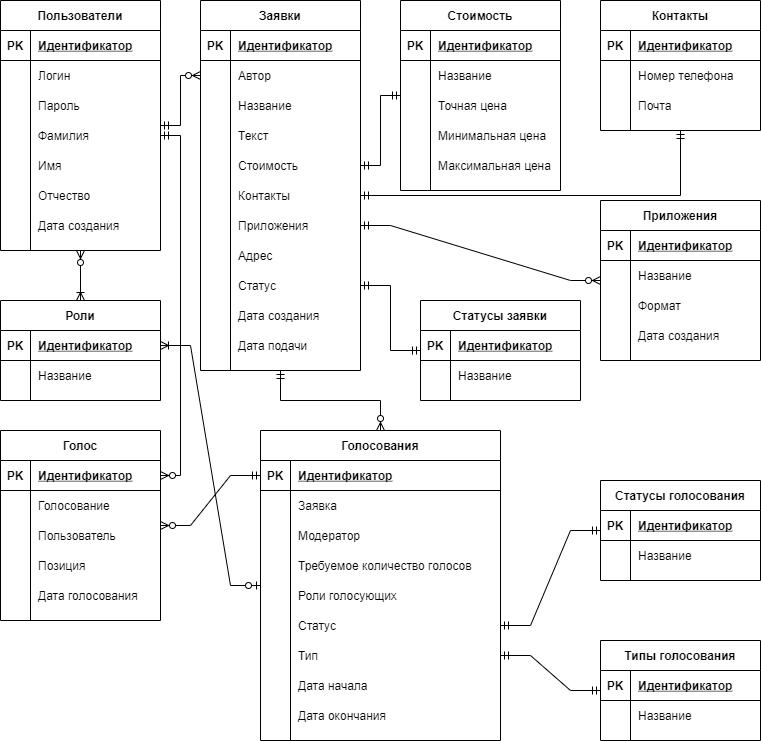 Пользователи
PK Идентификатор
Логин
Пароль
Фамилия
Имя
Отчество
Дата создания
Заявки
PK Идентификатор
Автор
Название
Текст
Стоимость
Контакты
Приложения
Адрес
Статус
Дата создания
Дата подачи
Стоимость
PK Идентификатор
Название
Точная цена
Минимальная цена
Максимальная цена
Контакты
PK Идентификатор
Номер телефона
Почта
Приложения
PK Идентификатор
Название
Формат
Дата создания
Роли
PK Идентификатор
Название
Статусы заявки
PK Идентификатор
Название
Голос
PK Идентификатор
Голосование
Пользователь
Позиция
Дата голосования
Голосования
PK Идентификатор
Заявка
Модератор
Требуемое количество голосов
Роли голосующих
Статус
Тип
Дата начала
Дата окончания
Статусы голосования
PK Идентификатор
Название
Типы голосования
PK Идентификатор
Название